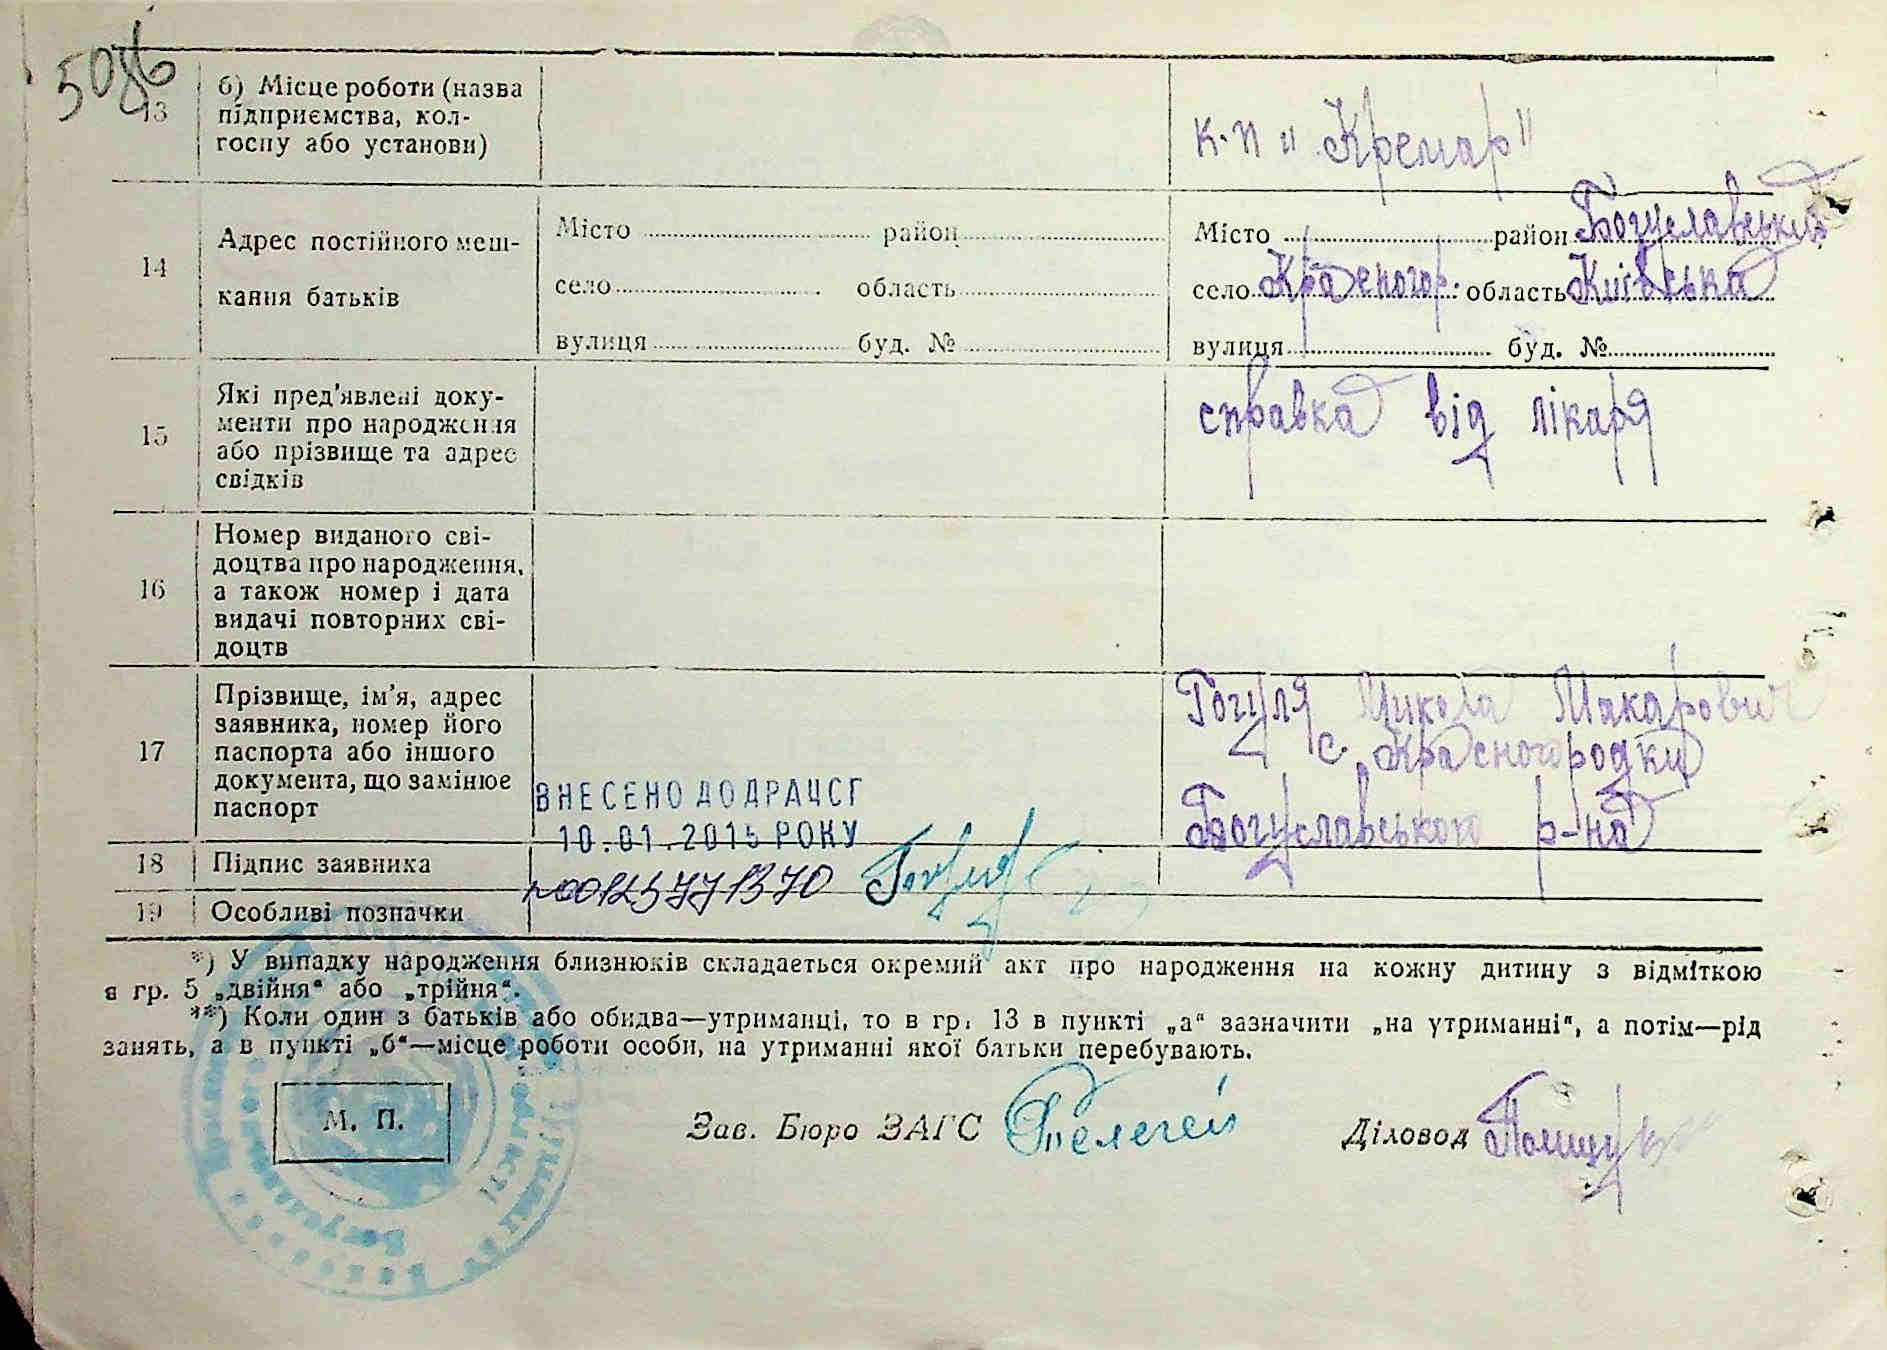 13
б) Місце роботи (назва
підприємства, кол-
госпу або установи)
к.п „Кремар"
14
Адрес постійного меш-
кання батьків
Місто район
село область
вулиця буд. №
Місто район Богуславський
село Красногор. область Київська
вулиця буд. №
15
Які пред'явлені доку-
менти про народження
або прізвище та адрес
свідків
справка від лікаря
16
Номер виданого сві-
доцтва про народження,
а також номер і дата
видачі повторних сві-
доцтв
17
Прізвище, ім'я, адрес
заявника, номер його
паспорта або іншого
документа, що замінює
паспорт
Гогуля Микола Макарович
с. Красногородки
Богуславського р-на
ВНЕСЕНО ДО ДРАЦСГ
10.01.2015 РОКУ
18
Підпис заявника
19
Особливі позначки
*) У випадку народження близнюків складається окремий акт про народження на кожну дитину з відміткою
в гр. 5 „двійня“ або „трійня“.
**) Коли один з батьків або обидва—утриманці, то в гр. 13 в пункті „а“ зазначити „на утриманні“, а потім—рід
занять, а в пункті „б“—місце роботи особи, на утриманні якої батьки перебувають.
М. П.
Зав. Бюро ЗАГС
Діловод